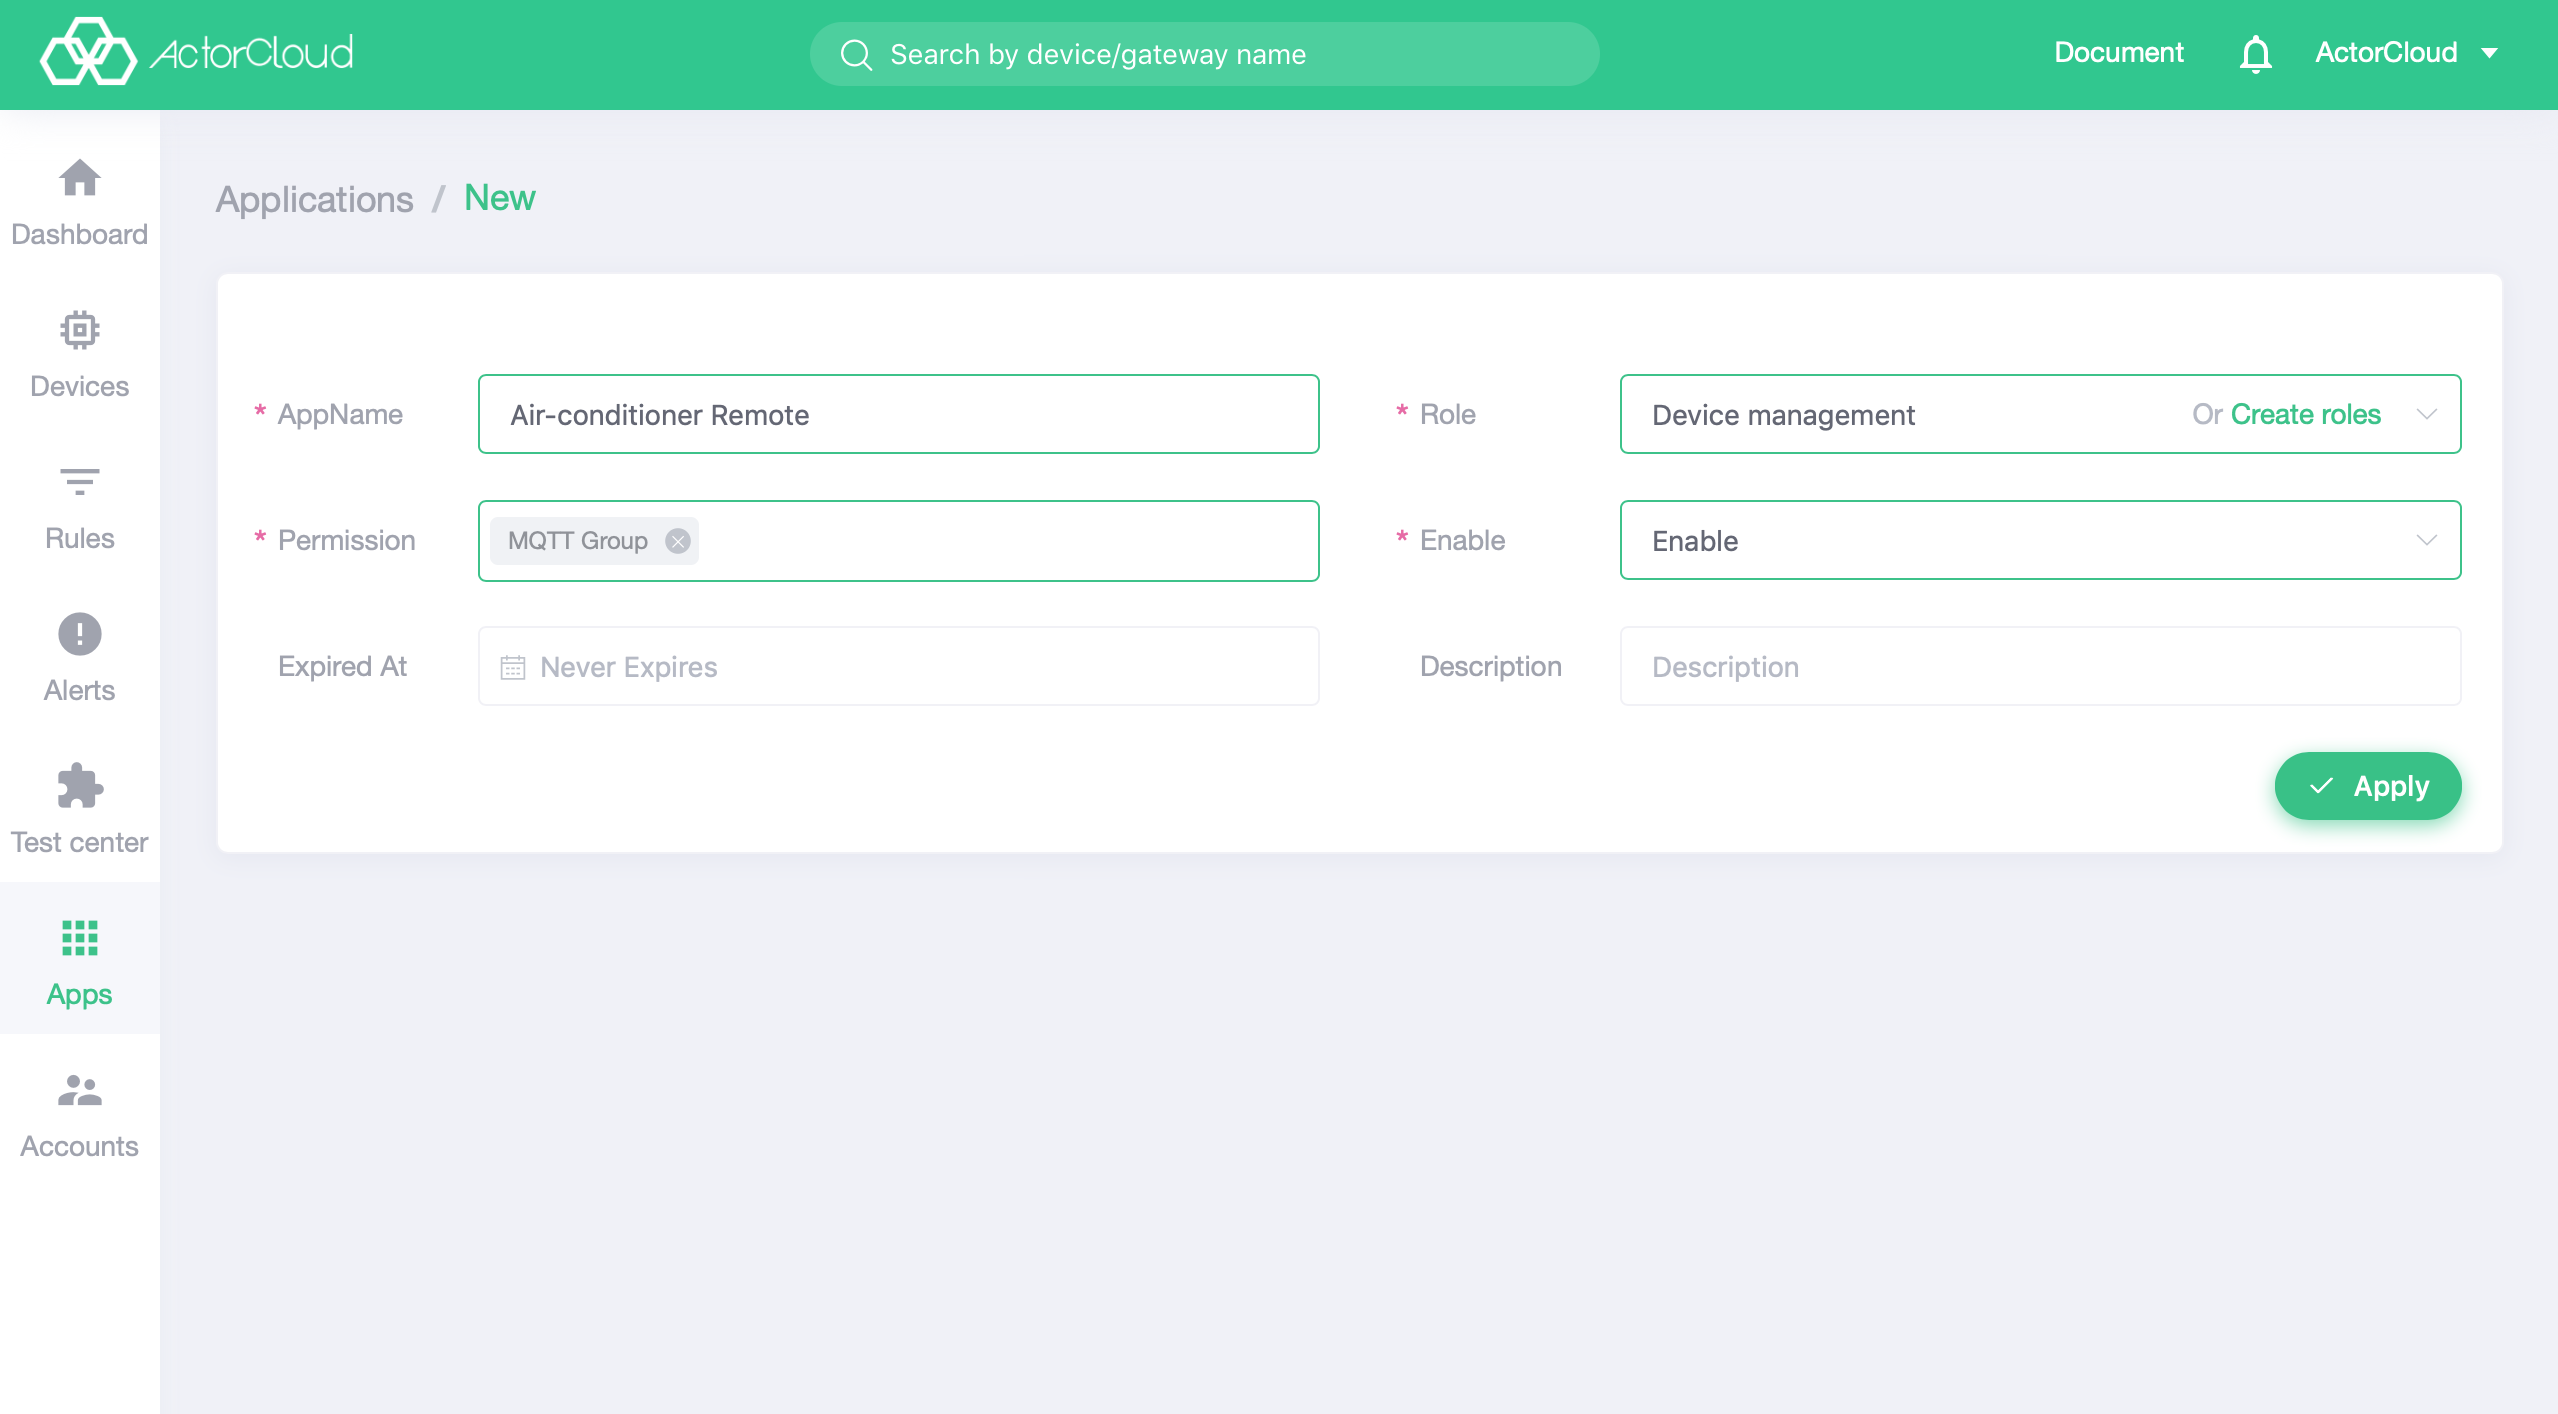 ActorCloud
Search by device/gateway name
Document
ActorCloud
Dashboard
Devices
Rules
Alerts
Test center
Apps
Accounts
Applications / New
* AppName
Air-conditioner Remote
* Role
Device management
Or Create roles
* Permission
MQTT Group
* Enable
Enable
Expired At
Never Expires
Description
Description
Apply